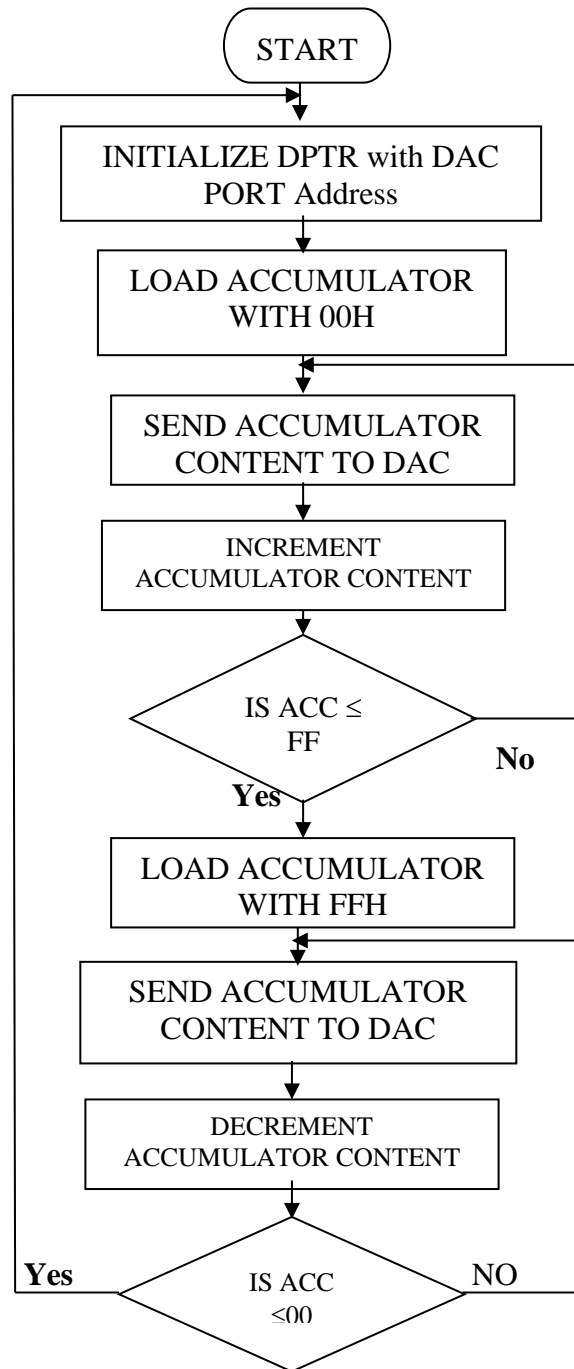 START
INITIALIZE DPTR with DAC
PORT Address
LOAD ACCUMULATOR
WITH 00H
SEND ACCUMULATOR
CONTENT TO DAC
INCREMENT
ACCUMULATOR CONTENT
IS ACC ≤
FF
No
Yes
LOAD ACCUMULATOR
WITH FFH
SEND ACCUMULATOR
CONTENT TO DAC
DECREMENT
ACCUMULATOR CONTENT
Yes
IS ACC
≤00
NO